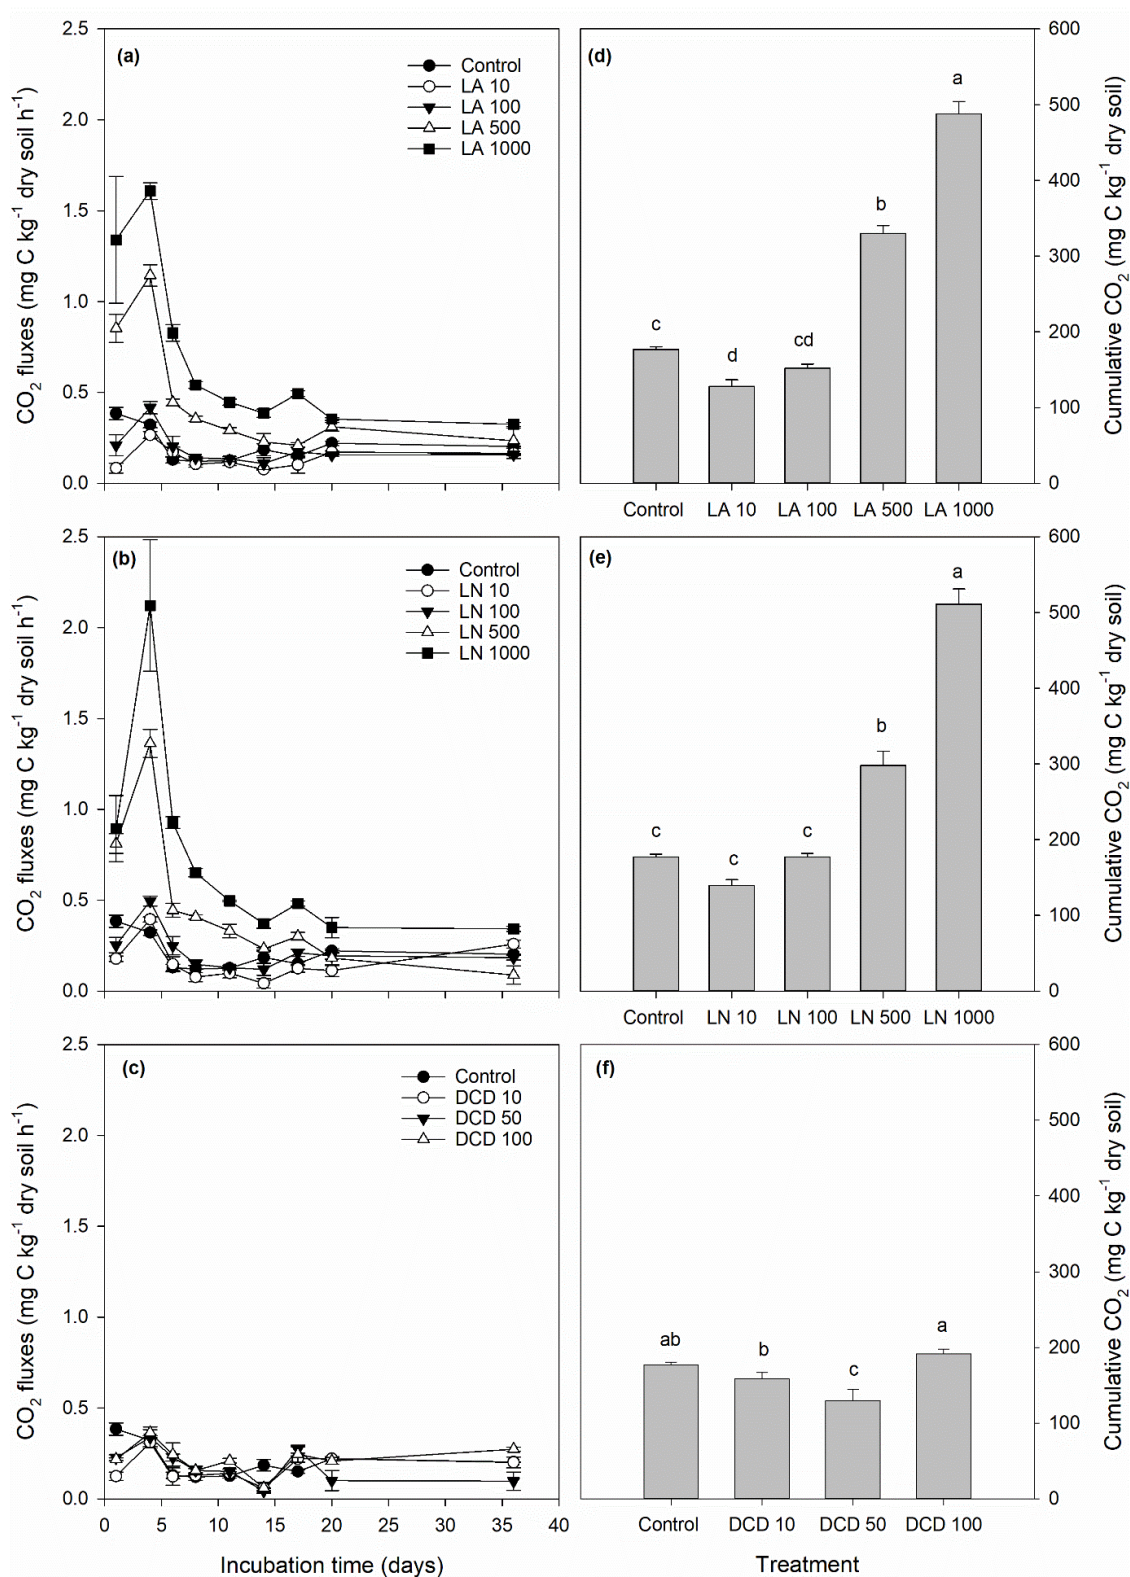 (a)
Control
LA 10
LA 100
LA 500
LA 1000
2.5
2.0
1.5
1.0
0.5
0.0
CO₂ fluxes (mg C kg⁻¹ dry soil h⁻¹)
(d)
c
d
cd
b
a
600
500
400
300
200
100
0
Cumulative CO₂ (mg C kg⁻¹ dry soil)
Control LA 10 LA 100 LA 500 LA 1000
(b)
Control
LN 10
LN 100
LN 500
LN 1000
2.5
2.0
1.5
1.0
0.5
0.0
CO₂ fluxes (mg C kg⁻¹ dry soil h⁻¹)
(e)
c
c
c
b
a
600
500
400
300
200
100
0
Cumulative CO₂ (mg C kg⁻¹ dry soil)
Control LN 10 LN 100 LN 500 LN 1000
(c)
Control
DCD 10
DCD 50
DCD 100
2.5
2.0
1.5
1.0
0.5
0.0
CO₂ fluxes (mg C kg⁻¹ dry soil h⁻¹)
0 5 10 15 20 25 30 35 40
Incubation time (days)
(f)
ab
b
c
a
600
500
400
300
200
100
0
Cumulative CO₂ (mg C kg⁻¹ dry soil)
Control DCD 10 DCD 50 DCD 100
Treatment